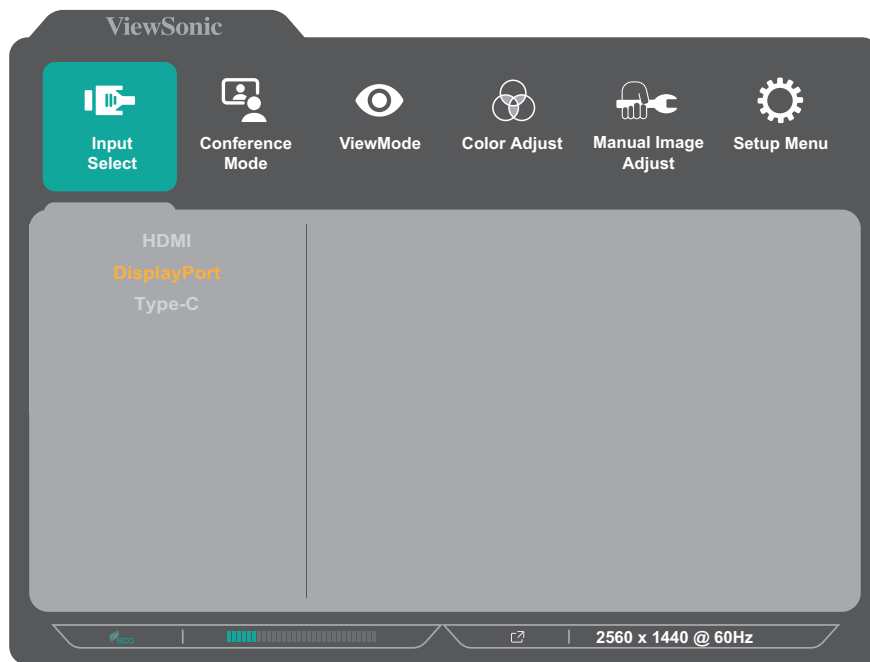 ViewSonic
Input
Select
Conference
Mode
ViewMode
Color Adjust
Manual Image
Adjust
Setup Menu
HDMI
DisplayPort
Type-C
eco
2560 x 1440 @ 60Hz